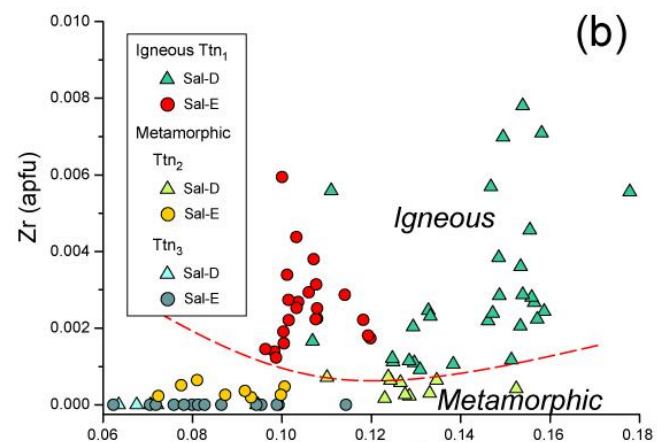 (b)
0.010
0.008
0.006
0.004
0.002
0.000
Zr (apfu)
Igneous Ttn₁
Sal-D
Sal-E
Metamorphic
Ttn₂
Sal-D
Sal-E
Ttn₃
Sal-D
Sal-E
Igneous
Metamorphic
0.06 0.08 0.10 0.12 0.14 0.16 0.18